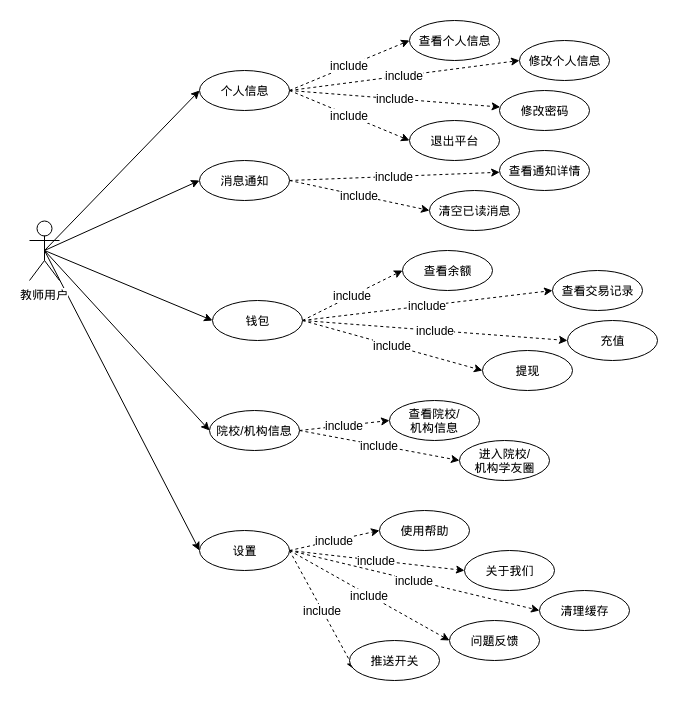 查看个人信息
include
修改个人信息
include
个人信息
include
修改密码
include
退出平台
消息通知
include
查看通知详情
include
清空已读消息
教师用户
查看余额
include
查看交易记录
include
钱包
include
充值
include
提现
院校/机构信息
include
查看院校/
机构信息
include
进入院校/
机构学友圈
使用帮助
include
设置
include
关于我们
include
清理缓存
include
问题反馈
include
推送开关